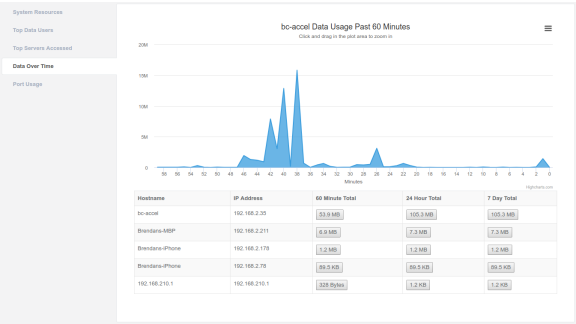 System Resources
Top Data Users
Top Servers Accessed
Data Over Time
Port Usage
bc-accel Data Usage Past 60 Minutes
Click and drag in the plot area to zoom in
20M
15M
10M
5M
0
58 56 54 52 50 48 46 44 42 40 38 36 34 32 30 28 26 24 22 20 18 16 14 12 10 8 6 4 2 0
Minutes
Highcharts.com
Hostname IP Address 60 Minute Total 24 Hour Total 7 Day Total
bc-accel 192.168.2.35 53.9 MB 105.3 MB 105.3 MB
Brendans-MBP 192.168.2.211 6.9 MB 7.3 MB 7.3 MB
Brendans-iPhone 192.168.2.178 1.2 MB 1.2 MB 1.2 MB
Brendans-iPhone 192.168.2.78 89.5 KB 89.5 KB 89.5 KB
192.168.210.1 192.168.210.1 328 Bytes 1.2 KB 1.2 KB